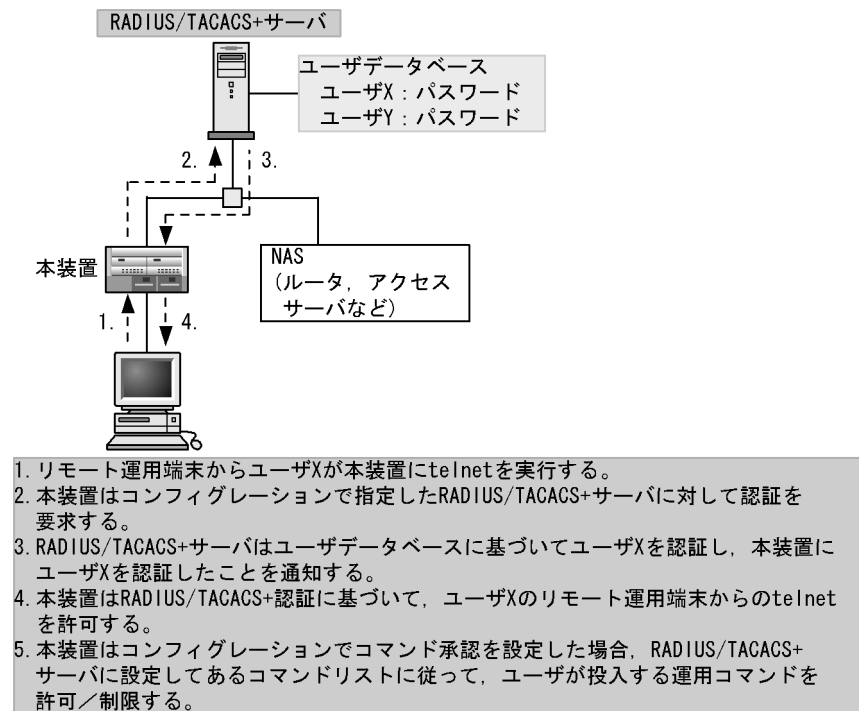 RADIUS/TACACS+サーバ
ユーザデータベース
ユーザX：パスワード
ユーザY：パスワード
2.
3.
本装置
NAS
(ルータ，アクセス
サーバなど)
1.
4.
1. リモート運用端末からユーザXが本装置にtelnetを実行する。
2. 本装置はコンフィグレーションで指定したRADIUS/TACACS+サーバに対して認証を
要求する。
3. RADIUS/TACACS+サーバはユーザデータベースに基づいてユーザXを認証し，本装置に
ユーザXを認証したことを通知する。
4. 本装置はRADIUS/TACACS+認証に基づいて，ユーザXのリモート運用端末からのtelnet
を許可する。
5. 本装置はコンフィグレーションでコマンド承認を設定した場合，RADIUS/TACACS+
サーバに設定してあるコマンドリストに従って，ユーザが投入する運用コマンドを
許可／制限する。